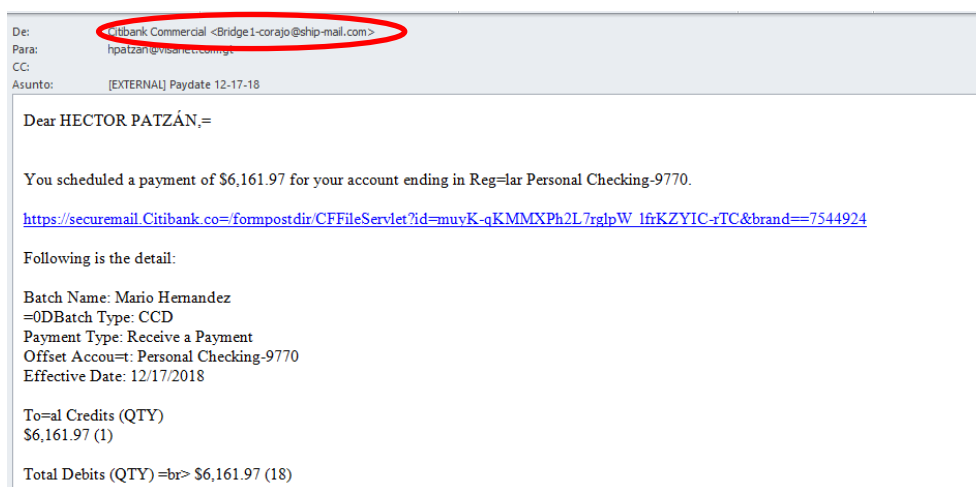 De: Citibank Commercial <Bridge1-corajo@ship-mail.com>
Para: hpatzan@visanet.com.gt
CC:
Asunto: [EXTERNAL] Paydate 12-17-18
Dear HECTOR PATZÁN,=
You scheduled a payment of $6,161.97 for your account ending in Reg=lar Personal Checking-9770.
https://securemail.Citibank.co=/formpostdir/CFFileServlet?id=muyK-qKMMXPh2L7rglpW_lfrKZYIC-rTC&brand==7544924
Following is the detail:
Batch Name: Mario Hernandez
=0DBatch Type: CCD
Payment Type: Receive a Payment
Offset Accou=t: Personal Checking-9770
Effective Date: 12/17/2018
To=al Credits (QTY)
$6,161.97 (1)
Total Debits (QTY) =br> $6,161.97 (18)